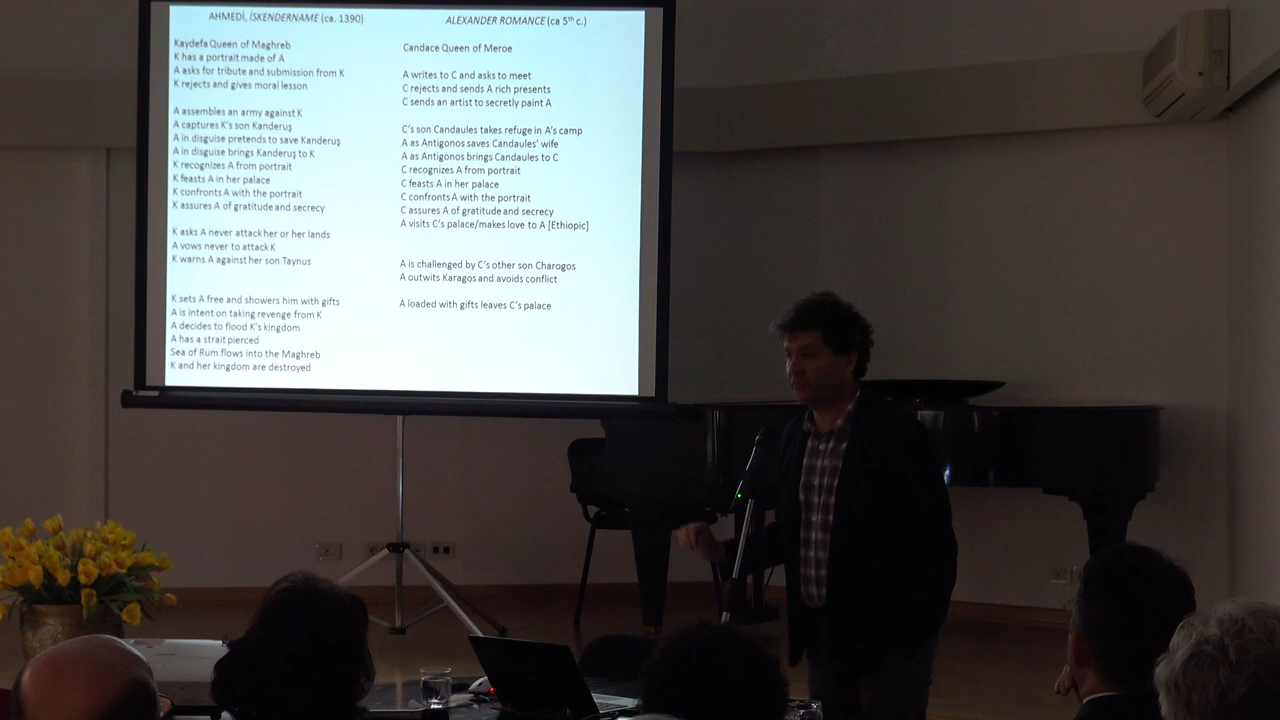 AHMEDİ, İSKENDERNAME (ca. 1390)
Kaydefa Queen of Maghreb
K has a portrait made of A
A asks for tribute and submission from K
K rejects and gives moral lesson
A assembles an army against K
A captures K's son Kanderuş
A in disguise pretends to save Kanderuş
A in disguise brings Kanderuş to K
K recognizes A from portrait
K feasts A in her palace
K confronts A with the portrait
K assures A of gratitude and secrecy
K asks A never attack her or her lands
A vows never to attack K
K warns A against her son Taynus
K sets A free and showers him with gifts
A is intent on taking revenge from K
A decides to flood K's kingdom
A has a strait pierced
Sea of Rum flows into the Maghreb
K and her kingdom are destroyed
ALEXANDER ROMANCE (ca 5th c.)
Candace Queen of Meroe
A writes to C and asks to meet
C rejects and sends A rich presents
C sends an artist to secretly paint A
C's son Candaules takes refuge in A's camp
A as Antigonos saves Candaules' wife
A as Antigonos brings Candaules to C
C recognizes A from portrait
C feasts A in her palace
C confronts A with the portrait
C assures A of gratitude and secrecy
A visits C's palace/makes love to A [Ethiopic]
A is challenged by C's other son Charogos
A outwits Karagos and avoids conflict
A loaded with gifts leaves C's palace